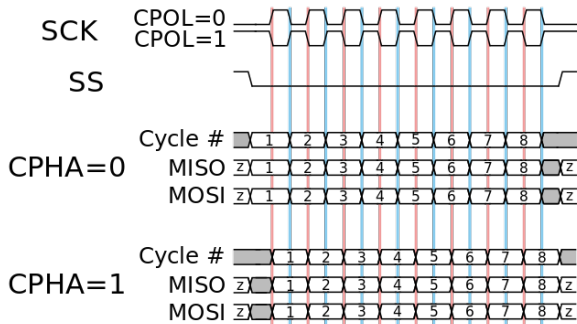 SCK
CPOL=0
CPOL=1
SS
CPHA=0
Cycle # 1 2 3 4 5 6 7 8
MISO z 1 2 3 4 5 6 7 8 z
MOSI z 1 2 3 4 5 6 7 8 z
CPHA=1
Cycle # 1 2 3 4 5 6 7 8
MISO z 1 2 3 4 5 6 7 8 z
MOSI z 1 2 3 4 5 6 7 8 z